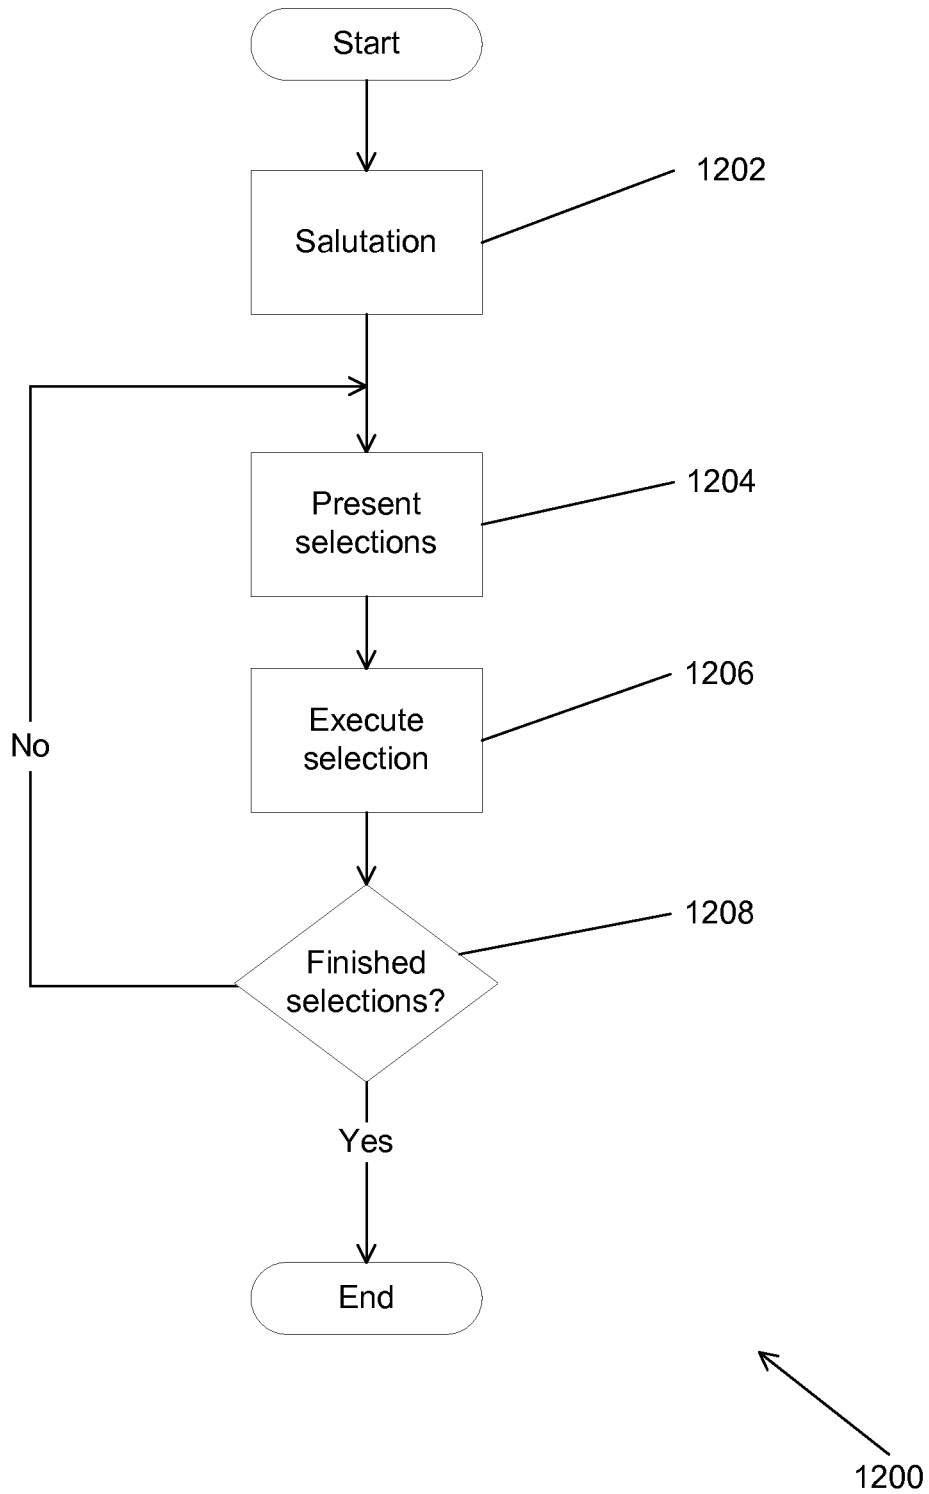 Start
1202
Salutation
1204
Present
selections
1206
Execute
selection
No
1208
Finished
selections?
Yes
End
1200